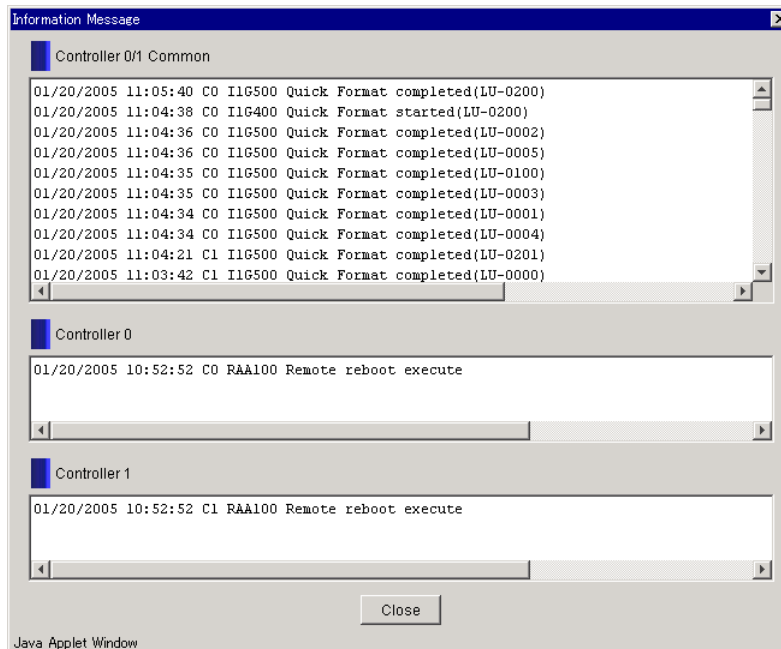 Information Message
Controller 0/1 Common
01/20/2005 11:05:40 C0 I1G500 Quick Format completed(LU-0200)
01/20/2005 11:04:38 C0 I1G400 Quick Format started(LU-0200)
01/20/2005 11:04:36 C0 I1G500 Quick Format completed(LU-0002)
01/20/2005 11:04:36 C0 I1G500 Quick Format completed(LU-0005)
01/20/2005 11:04:35 C0 I1G500 Quick Format completed(LU-0100)
01/20/2005 11:04:35 C0 I1G500 Quick Format completed(LU-0003)
01/20/2005 11:04:34 C0 I1G500 Quick Format completed(LU-0001)
01/20/2005 11:04:34 C0 I1G500 Quick Format completed(LU-0004)
01/20/2005 11:04:21 C1 I1G500 Quick Format completed(LU-0201)
01/20/2005 11:03:42 C1 I1G500 Quick Format completed(LU-0000)
Controller 0
01/20/2005 10:52:52 C0 RAA100 Remote reboot execute
Controller 1
01/20/2005 10:52:52 C1 RAA100 Remote reboot execute
Close
Java Applet Window